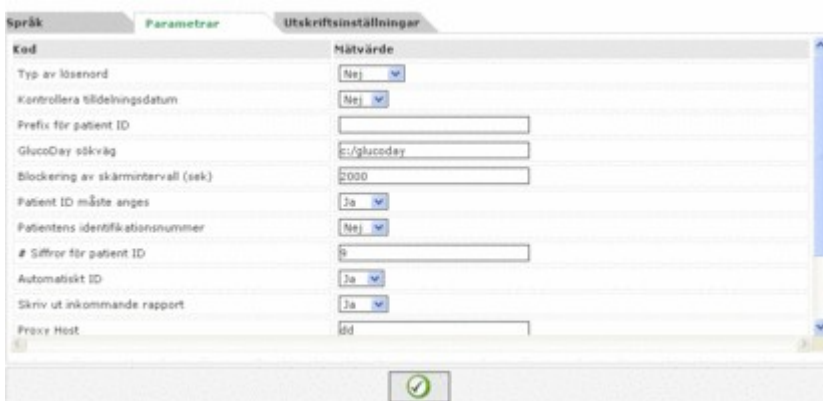 Språk Parametrar Utskriftsinställningar
Kod Mätvärde
Typ av lösenord Nej
Kontrollera tilldelningsdatum Nej
Prefix för patient ID
GlucoDay sökväg c:/glucoday
Blockering av skärmintervall (sek) 2000
Patient ID måste anges Ja
Patientens identifikationsnummer Nej
# Siffror för patient ID 9
Automatiskt ID Ja
Skriv ut inkommande rapport Ja
Proxy Host dd